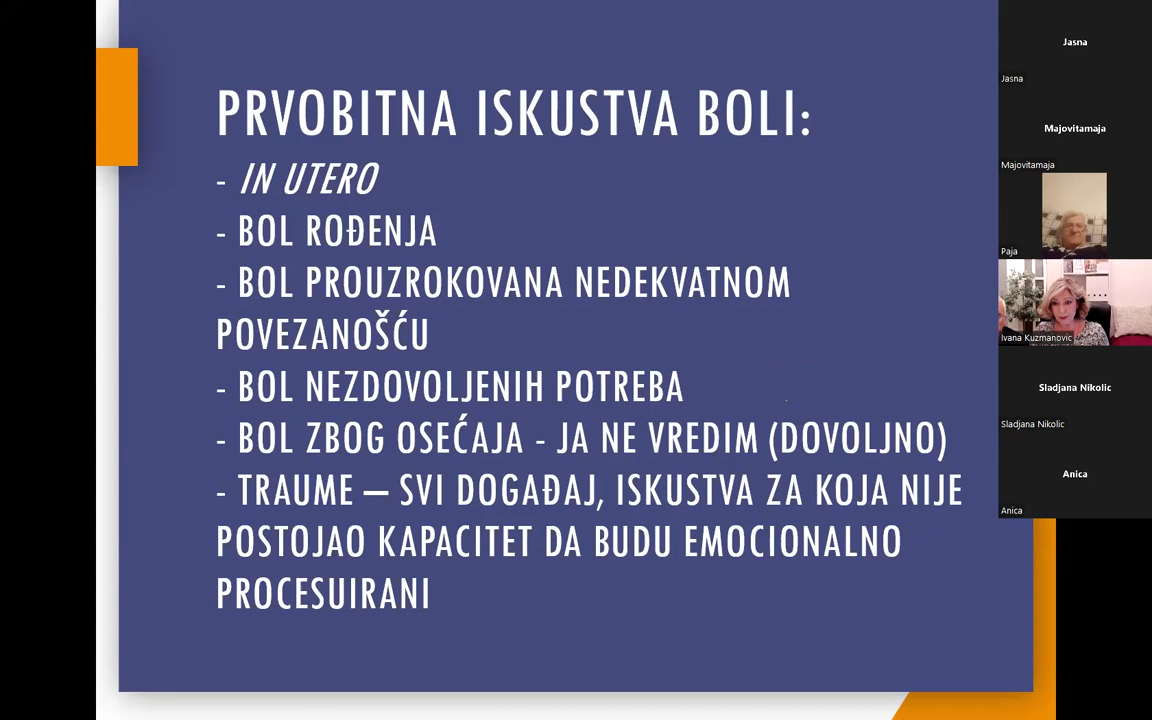 PRVOBITNA ISKUSTVA BOLI:
- IN UTERO
- BOL ROĐENJA
- BOL PROUZROKOVANA NEDEKVATNOM
POVEZANOŠĆU
- BOL NEZDOVOLJENIH POTREBA
- BOL ZBOG OSEĆAJA - JA NE VREDIM (DOVOLJNO)
- TRAUME — SVI DOGAĐAJ, ISKUSTVA ZA KOJA NIJE
POSTOJAO KAPACITET DA BUDU EMOCIONALNO
PROCESUIRANI
Jasna
Jasna
Majovitamaja
Majovitamaja
Paja
Ivana Kuzmanovic
Sladjana Nikolic
Sladjana Nikolic
Anica
Anica